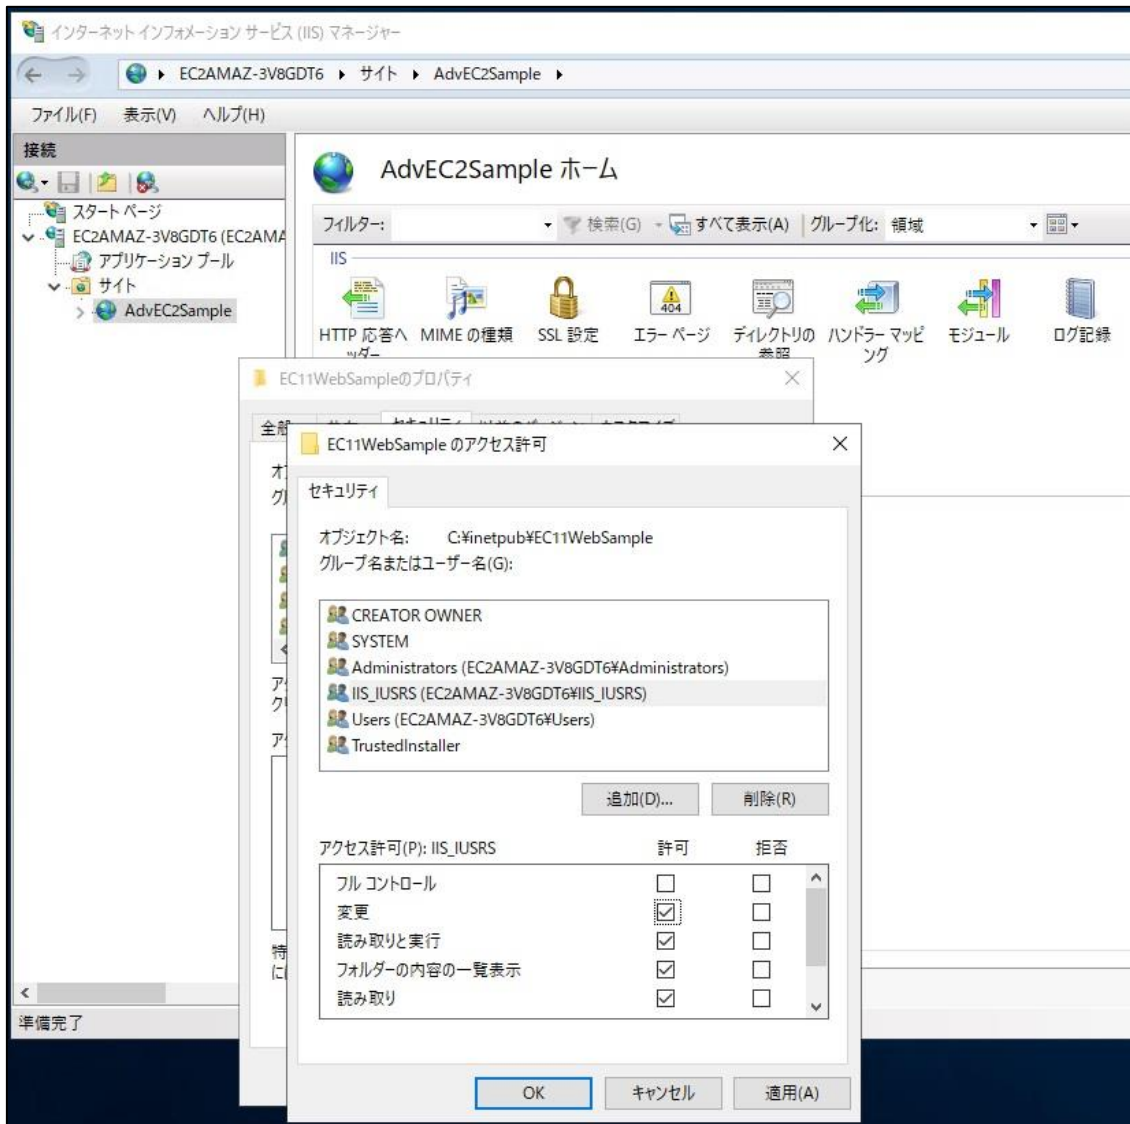 インターネット インフォメーション サービス (IIS) マネージャー
EC2AMAZ-3V8GDT6 サイト AdvEC2Sample
ファイル(F) 表示(V) ヘルプ(H)
接続
スタート ページ
EC2AMAZ-3V8GDT6 (EC2AMA
アプリケーション プール
サイト
AdvEC2Sample
AdvEC2Sample ホーム
フィルター: 検索(G) すべて表示(A) グループ化: 領域
IIS
404
HTTP 応答ヘ MIME の種類 SSL 設定 エラー ページ ディレクトリの ハンドラー マッピ モジュール ログ記録
ッダー 参照 ング
EC11WebSampleのプロパティ
全般
EC11WebSample のアクセス許可
セキュリティ
オブジェクト名: C:¥inetpub¥EC11WebSample
グループ名またはユーザー名(G):
CREATOR OWNER
SYSTEM
Administrators (EC2AMAZ-3V8GDT6¥Administrators)
IIS_IUSRS (EC2AMAZ-3V8GDT6¥IIS_IUSRS)
Users (EC2AMAZ-3V8GDT6¥Users)
TrustedInstaller
追加(D)... 削除(R)
アクセス許可(P): IIS_IUSRS 許可 拒否
フル コントロール
変更
読み取りと実行
フォルダーの内容の一覧表示
読み取り
OK キャンセル 適用(A)
特
に
準備完了